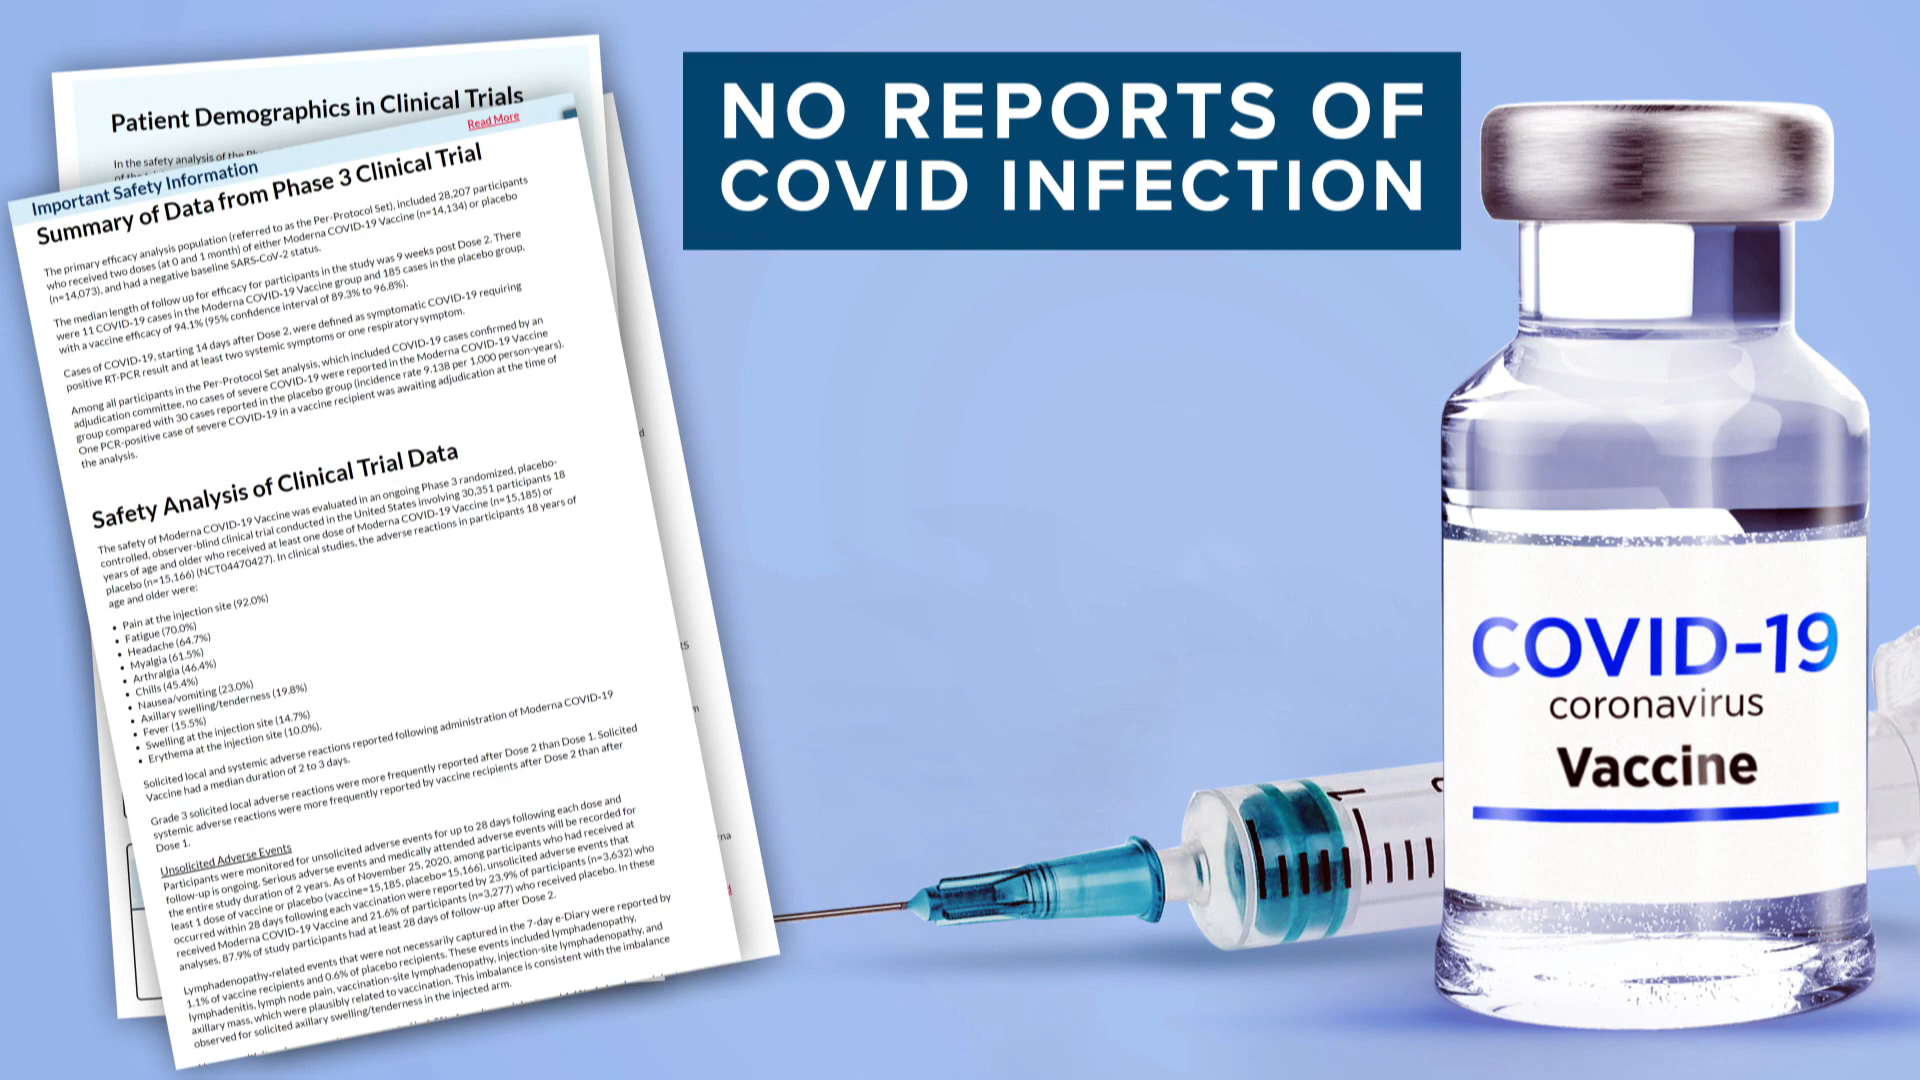 Patient Demographics in Clinical Trials
Read More
In the safety analysis of the
Important Safety Information
Summary of Data from Phase 3 Clinical Trial
The primary efficacy analysis population (referred to as the Per-Protocol Set), included 28,207 participants
who received two doses (at 0 and 1 month) of either Moderna COVID-19 Vaccine (n=14,134) or placebo
(n=14,073), and had a negative baseline SARS-CoV-2 status.
The median length of follow up for efficacy for participants in the study was 9 weeks post Dose 2. There
were 11 COVID-19 cases in the Moderna COVID-19 Vaccine group and 185 cases in the placebo group,
with a vaccine efficacy of 94.1% (95% confidence interval of 89.3% to 96.8%).
Cases of COVID-19, starting 14 days after Dose 2, were defined as symptomatic COVID-19 requiring
positive RT-PCR result and at least two systemic symptoms or one respiratory symptom.
Among all participants in the Per-Protocol Set analysis, which included COVID-19 cases confirmed by an
adjudication committee, no cases of severe COVID-19 were reported in the Moderna COVID-19 Vaccine
group compared with 30 cases reported in the placebo group (incidence rate 9.138 per 1,000 person-years).
One PCR-positive case of severe COVID-19 in a vaccine recipient was awaiting adjudication at the time of
the analysis.
Safety Analysis of Clinical Trial Data
The safety of Moderna COVID-19 Vaccine was evaluated in an ongoing Phase 3 randomized, placebo-
controlled, observer-blind clinical trial conducted in the United States involving 30,351 participants 18
years of age and older who received at least one dose of Moderna COVID-19 Vaccine (n=15,185) or
placebo (n=15,166) (NCT04470427). In clinical studies, the adverse reactions in participants 18 years of
age and older were:
• Pain at the injection site (92.0%)
• Fatigue (70.0%)
• Headache (64.7%)
• Myalgia (61.5%)
• Arthralgia (46.4%)
• Chills (45.4%)
• Nausea/vomiting (23.0%)
• Axillary swelling/tenderness (19.8%)
• Fever (15.5%)
• Swelling at the injection site (14.7%)
• Erythema at the injection site (10.0%).
Solicited local and systemic adverse reactions reported following administration of Moderna COVID-19
Vaccine had a median duration of 2 to 3 days.
Grade 3 solicited local adverse reactions were more frequently reported after Dose 2 than Dose 1. Solicited
systemic adverse reactions were more frequently reported by vaccine recipients after Dose 2 than after
Dose 1.
Unsolicited Adverse Events
Participants were monitored for unsolicited adverse events for up to 28 days following each dose and
follow-up is ongoing. Serious adverse events and medically attended adverse events will be recorded for
the entire study duration of 2 years. As of November 25, 2020, among participants who had received at
least 1 dose of vaccine or placebo (vaccine=15,185, placebo=15,166), unsolicited adverse events that
occurred within 28 days following each vaccination were reported by 23.9% of participants (n=3,632) who
received Moderna COVID-19 Vaccine and 21.6% of participants (n=3,277) who received placebo. In these
analyses, 87.9% of study participants had at least 28 days of follow-up after Dose 2.
Lymphadenopathy-related events that were not necessarily captured in the 7-day e-Diary were reported by
1.1% of vaccine recipients and 0.6% of placebo recipients. These events included lymphadenopathy,
lymphadenitis, lymph node pain, vaccination-site lymphadenopathy, injection-site lymphadenopathy, and
axillary mass, which were plausibly related to vaccination. This imbalance is consistent with the imbalance
observed for solicited axillary swelling/tenderness in the injected arm.
NO REPORTS OF
COVID INFECTION
COVID-19
coronavirus
Vaccine
1